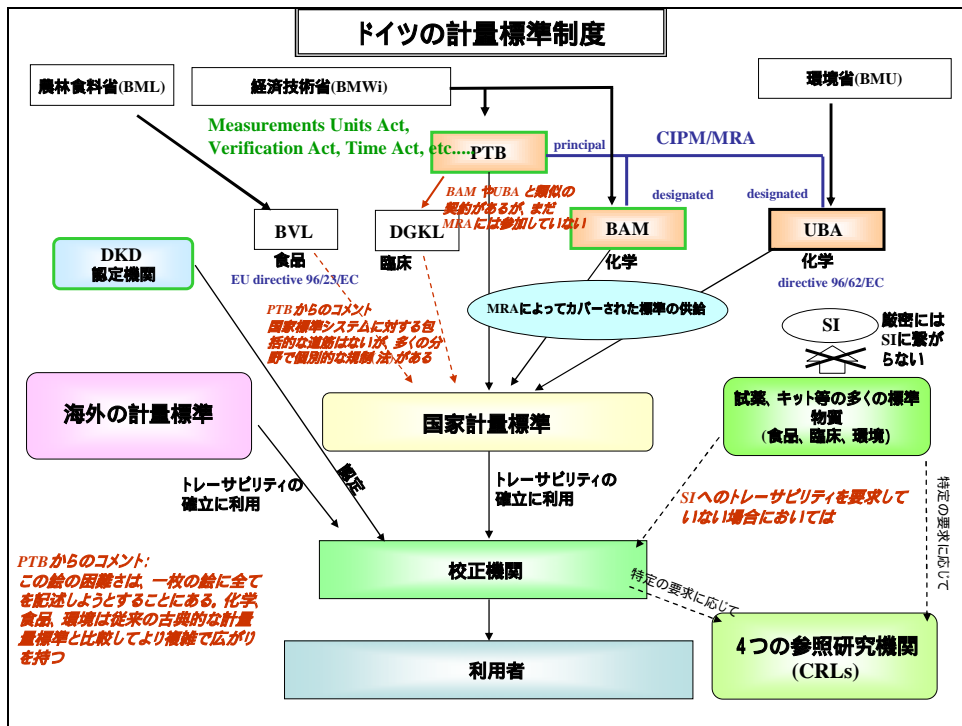 ドイツの計量標準制度
農林食料省(BML)
経済技術省(BMWi)
環境省(BMU)
Measurements Units Act,
Verification Act, Time Act, etc....
PTB
principal
CIPM/MRA
designated
designated
BAM やUBA と類似の
契約があるが、まだ
MRAには参加していない
BVL
食品
EU directive 96/23/EC
DGKL
臨床
BAM
化学
UBA
化学
directive 96/62/EC
DKD
認定機関
MRAによってカバーされた標準の供給
PTBからのコメント
国家標準システムに対する包
括的な道筋はないが、多くの分
野で個別的な規制(法)がある
SI
厳密には
SIに繋が
らない
海外の計量標準
国家計量標準
試薬、キット等の多くの標準
物質
(食品、臨床、環境)
トレーサビリティの
確立に利用
認定
トレーサビリティの
確立に利用
SIへのトレーサビリティを要求して
いない場合においては
特定の要求に応じて
PTBからのコメント:
この絵の困難さは、一枚の絵に全て
を記述しようとすることにある。化学、
食品、環境は従来の古典的な計量
量標準と比較してより複雑で広がり
を持つ
校正機関
特定の要求に応じて
利用者
4つの参照研究機関
(CRLs)